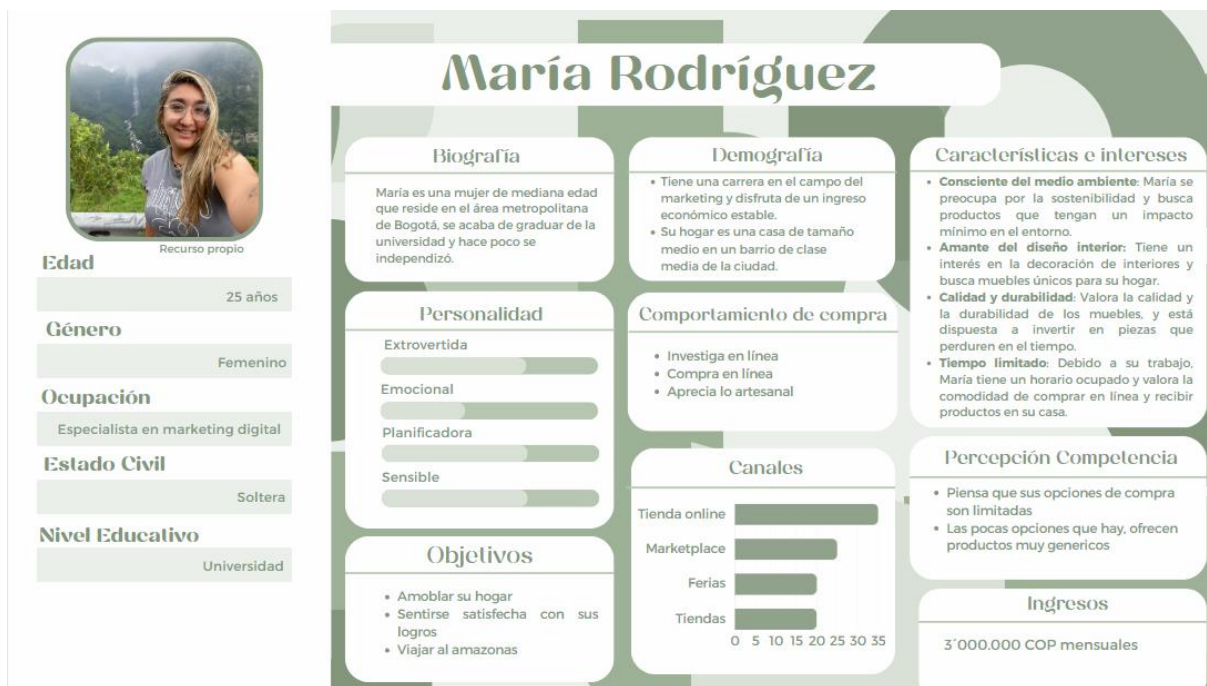 María Rodríguez
Recurso propio
Edad
25 años
Género
Femenino
Ocupación
Especialista en marketing digital
Estado Civil
Soltera
Nivel Educativo
Universidad
Biografía
María es una mujer de mediana edad
que reside en el área metropolitana
de Bogotá, se acaba de graduar de la
universidad y hace poco se
independizó.
Personalidad
Extrovertida
Emocional
Planificadora
Sensible
Objetivos
• Amoblar su hogar
• Sentirse satisfecha con sus
logros
• Viajar al amazonas
Demografía
• Tiene una carrera en el campo del
marketing y disfruta de un ingreso
económico estable.
• Su hogar es una casa de tamaño
medio en un barrio de clase
media de la ciudad.
Comportamiento de compra
• Investiga en línea
• Compra en línea
• Aprecia lo artesanal
Canales
Tienda online
Marketplace
Ferias
Tiendas
0 5 10 15 20 25 30 35
Características e intereses
• Consciente del medio ambiente: María se
preocupa por la sostenibilidad y busca
productos que tengan un impacto
mínimo en el entorno.
• Amante del diseño interior: Tiene un
interés en la decoración de interiores y
busca muebles únicos para su hogar.
• Calidad y durabilidad: Valora la calidad y
la durabilidad de los muebles, y está
dispuesta a invertir en piezas que
perduren en el tiempo.
• Tiempo limitado: Debido a su trabajo,
María tiene un horario ocupado y valora la
comodidad de comprar en línea y recibir
productos en su casa.
Percepción Competencia
• Piensa que sus opciones de compra
son limitadas
• Las pocas opciones que hay, ofrecen
productos muy genericos
Ingresos
3´000.000 COP mensuales